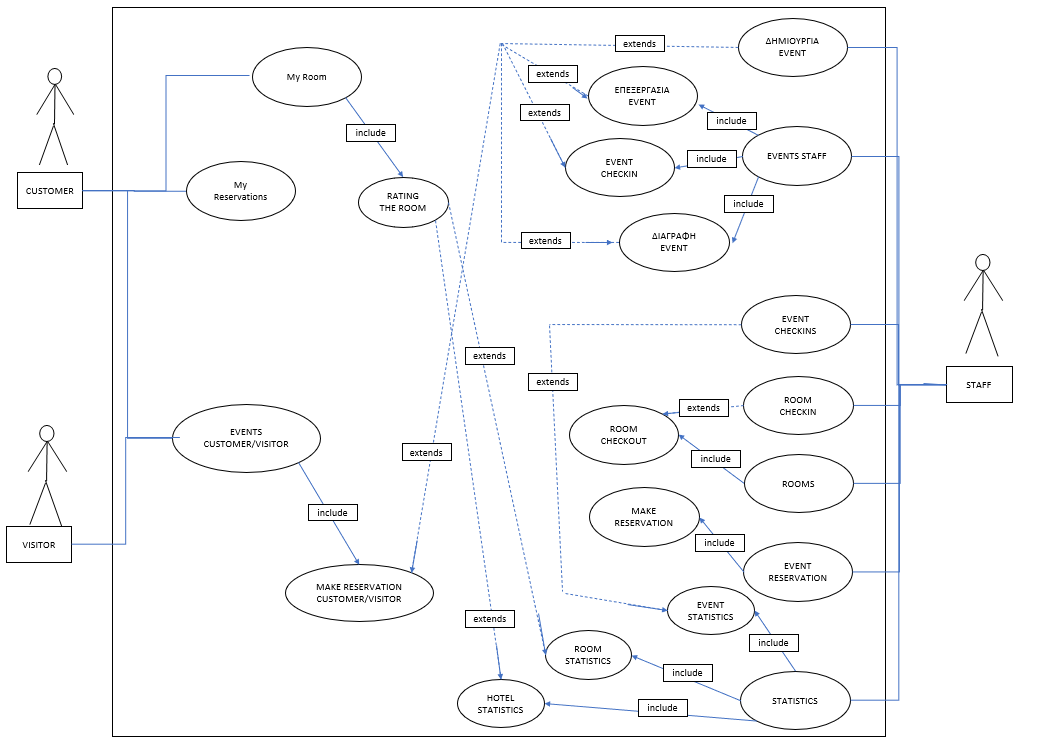 extends
ΔΗΜΙΟΥΡΓΙΑ
EVENT
My Room
extends
ΕΠΕΞΕΡΓΑΣΙΑ
EVENT
extends
include
include
EVENT
CHECKIN
include
EVENTS STAFF
CUSTOMER
My
Reservations
RATING
THE ROOM
include
extends
ΔΙΑΓΡΑΦΗ
EVENT
EVENT
CHECKINS
extends
extends
STAFF
ROOM
CHECKIN
extends
ROOM
CHECKOUT
EVENTS
CUSTOMER/VISITOR
extends
include
ROOMS
include
MAKE
RESERVATION
VISITOR
include
EVENT
RESERVATION
MAKE RESERVATION
CUSTOMER/VISITOR
EVENT
STATISTICS
extends
include
ROOM
STATISTICS
include
HOTEL
STATISTICS
include
STATISTICS